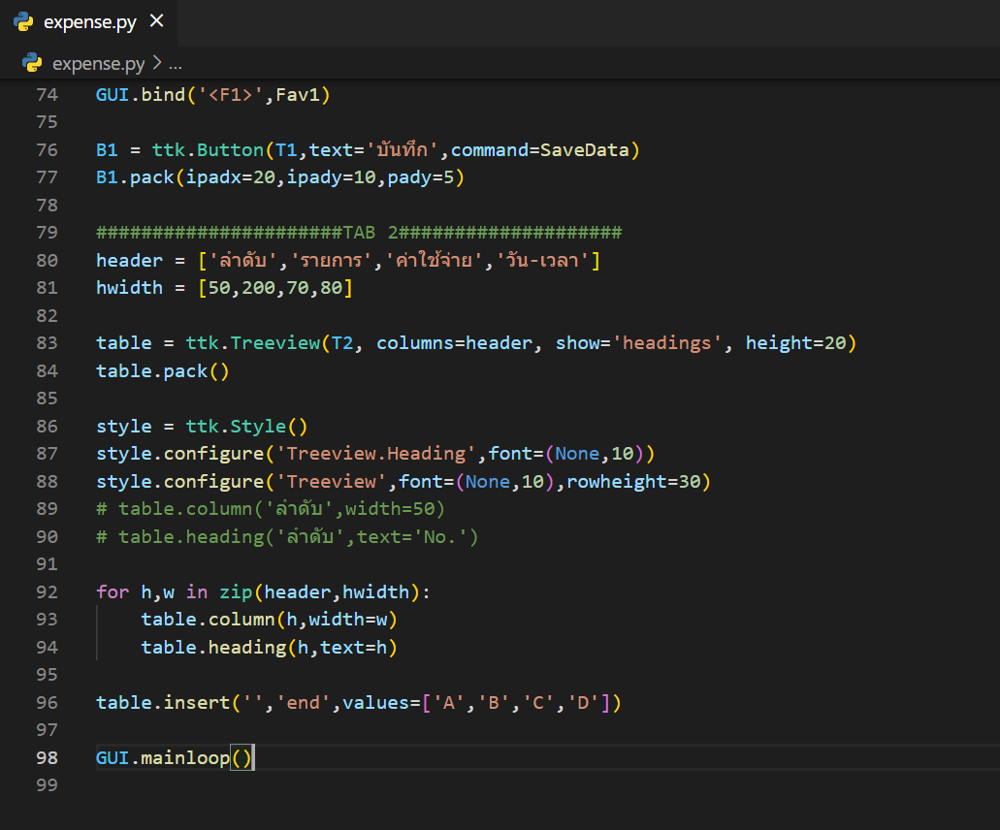 expense.py ×
expense.py > ...
74 GUI.bind('<F1>',Fav1)
75
76 B1 = ttk.Button(T1,text='บันทึก',command=SaveData)
77 B1.pack(ipadx=20,ipady=10,pady=5)
78
79 ######################TAB 2####################
80 header = ['ลำดับ','รายการ','ค่าใช้จ่าย','วัน-เวลา']
81 hwidth = [50,200,70,80]
82
83 table = ttk.Treeview(T2, columns=header, show='headings', height=20)
84 table.pack()
85
86 style = ttk.Style()
87 style.configure('Treeview.Heading',font=(None,10))
88 style.configure('Treeview',font=(None,10),rowheight=30)
89 # table.column('ลำดับ',width=50)
90 # table.heading('ลำดับ',text='No.')
91
92 for h,w in zip(header,hwidth):
93     table.column(h,width=w)
94     table.heading(h,text=h)
95
96 table.insert('','end',values=['A','B','C','D'])
97
98 GUI.mainloop()
99